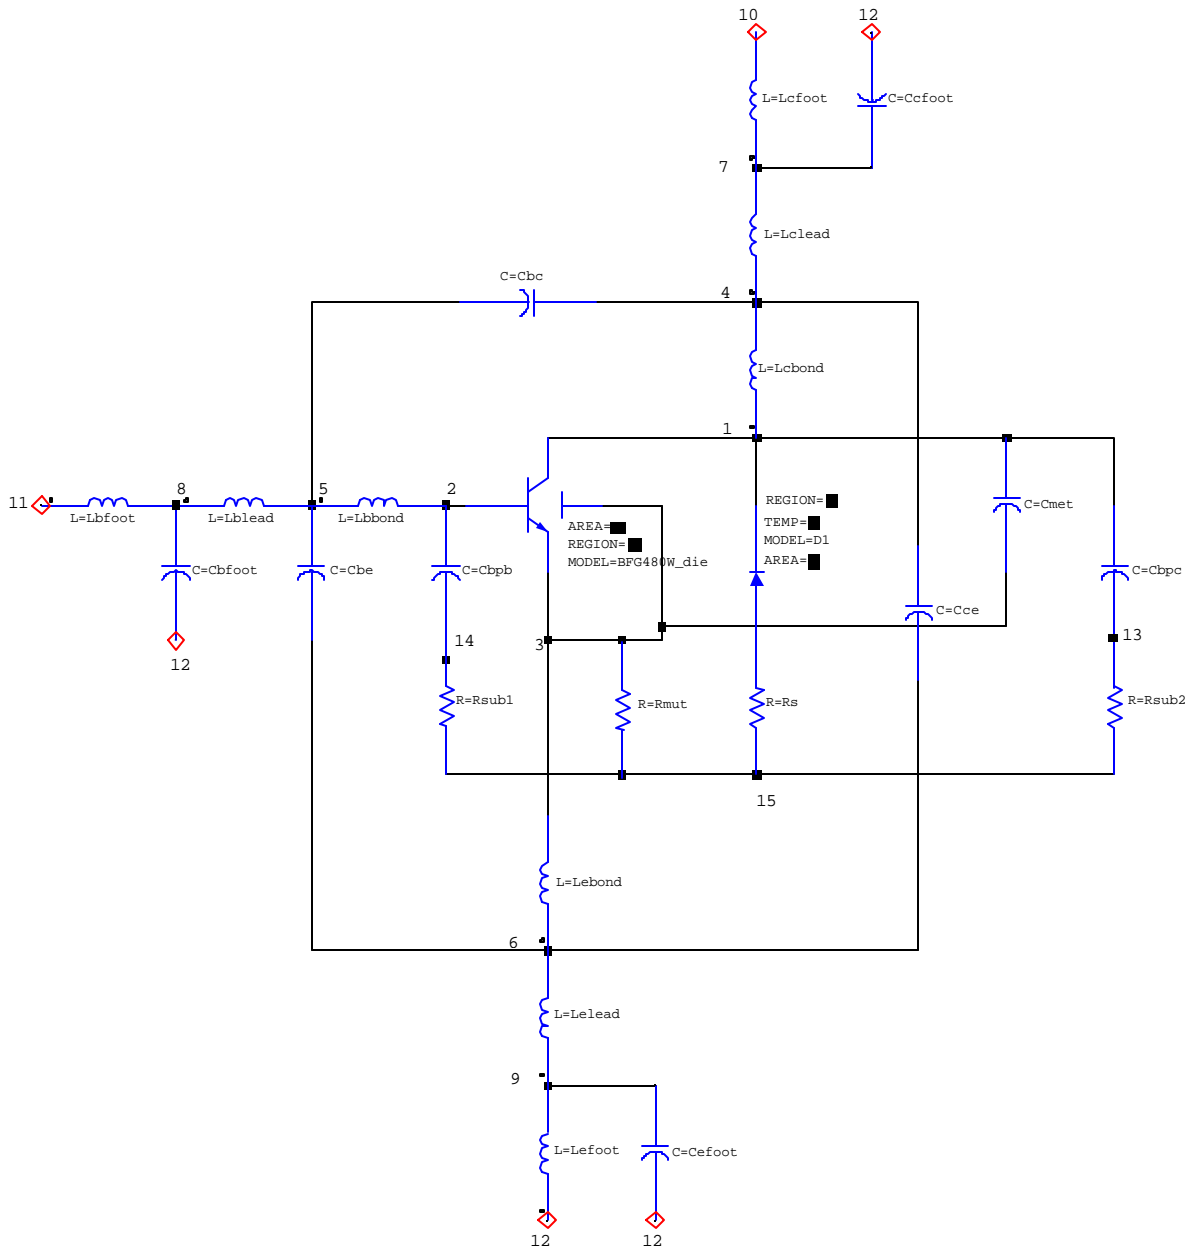 10 12
L=Lcfoot C=Ccfoot
7
L=Lclead
C=Cbc
4
L=Lcbond
1
11 8 5 2
L=Lbfoot L=Lblead L=Lbbond
REGION=
TEMP=
MODEL=D1
AREA=
C=Cmet
AREA=
REGION=
MODEL=BFG480W_die
C=Cbfoot C=Cbe C=Cbpb C=Cbpc
C=Cce
12
14
3
13
R=Rsub1 R=Rmut R=Rs R=Rsub2
15
L=Lebond
6
L=Lelead
9
L=Lefoot C=Cefoot
12 12